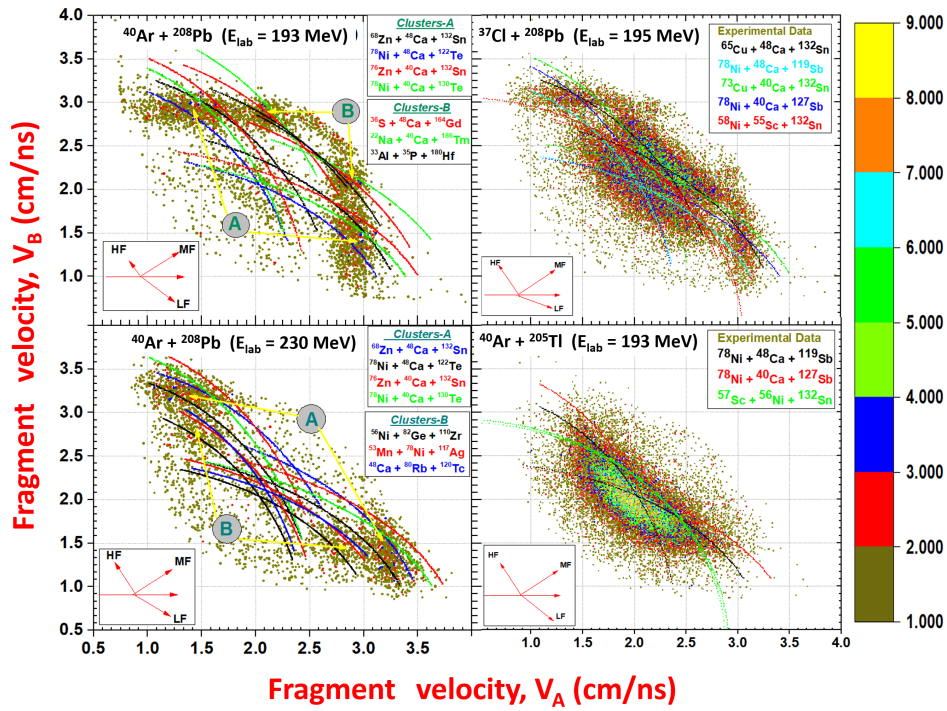 Fragment velocity, V_B (cm/ns)
4.0
3.5
3.0
2.5
2.0
1.5
1.0
⁴⁰Ar + ²⁰⁸Pb (E_lab = 193 MeV)
Clusters-A
⁶⁸Zn + ⁴⁸Ca + ¹³²Sn
⁷⁸Ni + ⁴⁸Ca + ¹²²Te
⁷⁶Zn + ⁴⁰Ca + ¹³²Sn
⁷⁸Ni + ⁴⁰Ca + ¹³⁰Te
Clusters-B
³⁶S + ⁴⁸Ca + ¹⁶⁴Gd
²²Na + ⁴⁰Ca + ¹⁸⁶Tm
³³Al + ³⁵P + ¹⁸⁰Hf
B
A
HF
MF
LF
³⁷Cl + ²⁰⁸Pb (E_lab = 195 MeV)
Experimental Data
⁶⁵Cu + ⁴⁸Ca + ¹³²Sn
⁷⁸Ni + ⁴⁸Ca + ¹¹⁹Sb
⁷³Cu + ⁴⁰Ca + ¹³²Sn
⁷⁸Ni + ⁴⁰Ca + ¹²⁷Sb
⁵⁸Ni + ⁵⁵Sc + ¹³²Sn
HF
MF
LF
4.0
3.5
3.0
2.5
2.0
1.5
1.0
0.5
⁴⁰Ar + ²⁰⁸Pb (E_lab = 230 MeV)
Clusters-A
⁶⁸Zn + ⁴⁸Ca + ¹³²Sn
⁷⁸Ni + ⁴⁸Ca + ¹²²Te
⁷⁶Zn + ⁴⁰Ca + ¹³²Sn
⁷⁸Ni + ⁴⁰Ca + ¹³⁰Te
Clusters-B
⁵⁶Ni + ⁸²Ge + ¹¹⁰Zr
⁵³Mn + ⁷⁸Ni + ¹¹⁷Ag
⁴⁸Ca + ⁸⁰Rb + ¹²⁰Tc
A
B
HF
MF
LF
⁴⁰Ar + ²⁰⁵Tl (E_lab = 193 MeV)
Experimental Data
⁷⁸Ni + ⁴⁸Ca + ¹¹⁹Sb
⁷⁸Ni + ⁴⁰Ca + ¹²⁷Sb
⁵⁷Sc + ⁵⁶Ni + ¹³²Sn
HF
MF
LF
0.5 1.0 1.5 2.0 2.5 3.0 3.5 1.0 1.5 2.0 2.5 3.0 3.5 4.0
Fragment velocity, V_A (cm/ns)
9.000
8.000
7.000
6.000
5.000
4.000
3.000
2.000
1.000